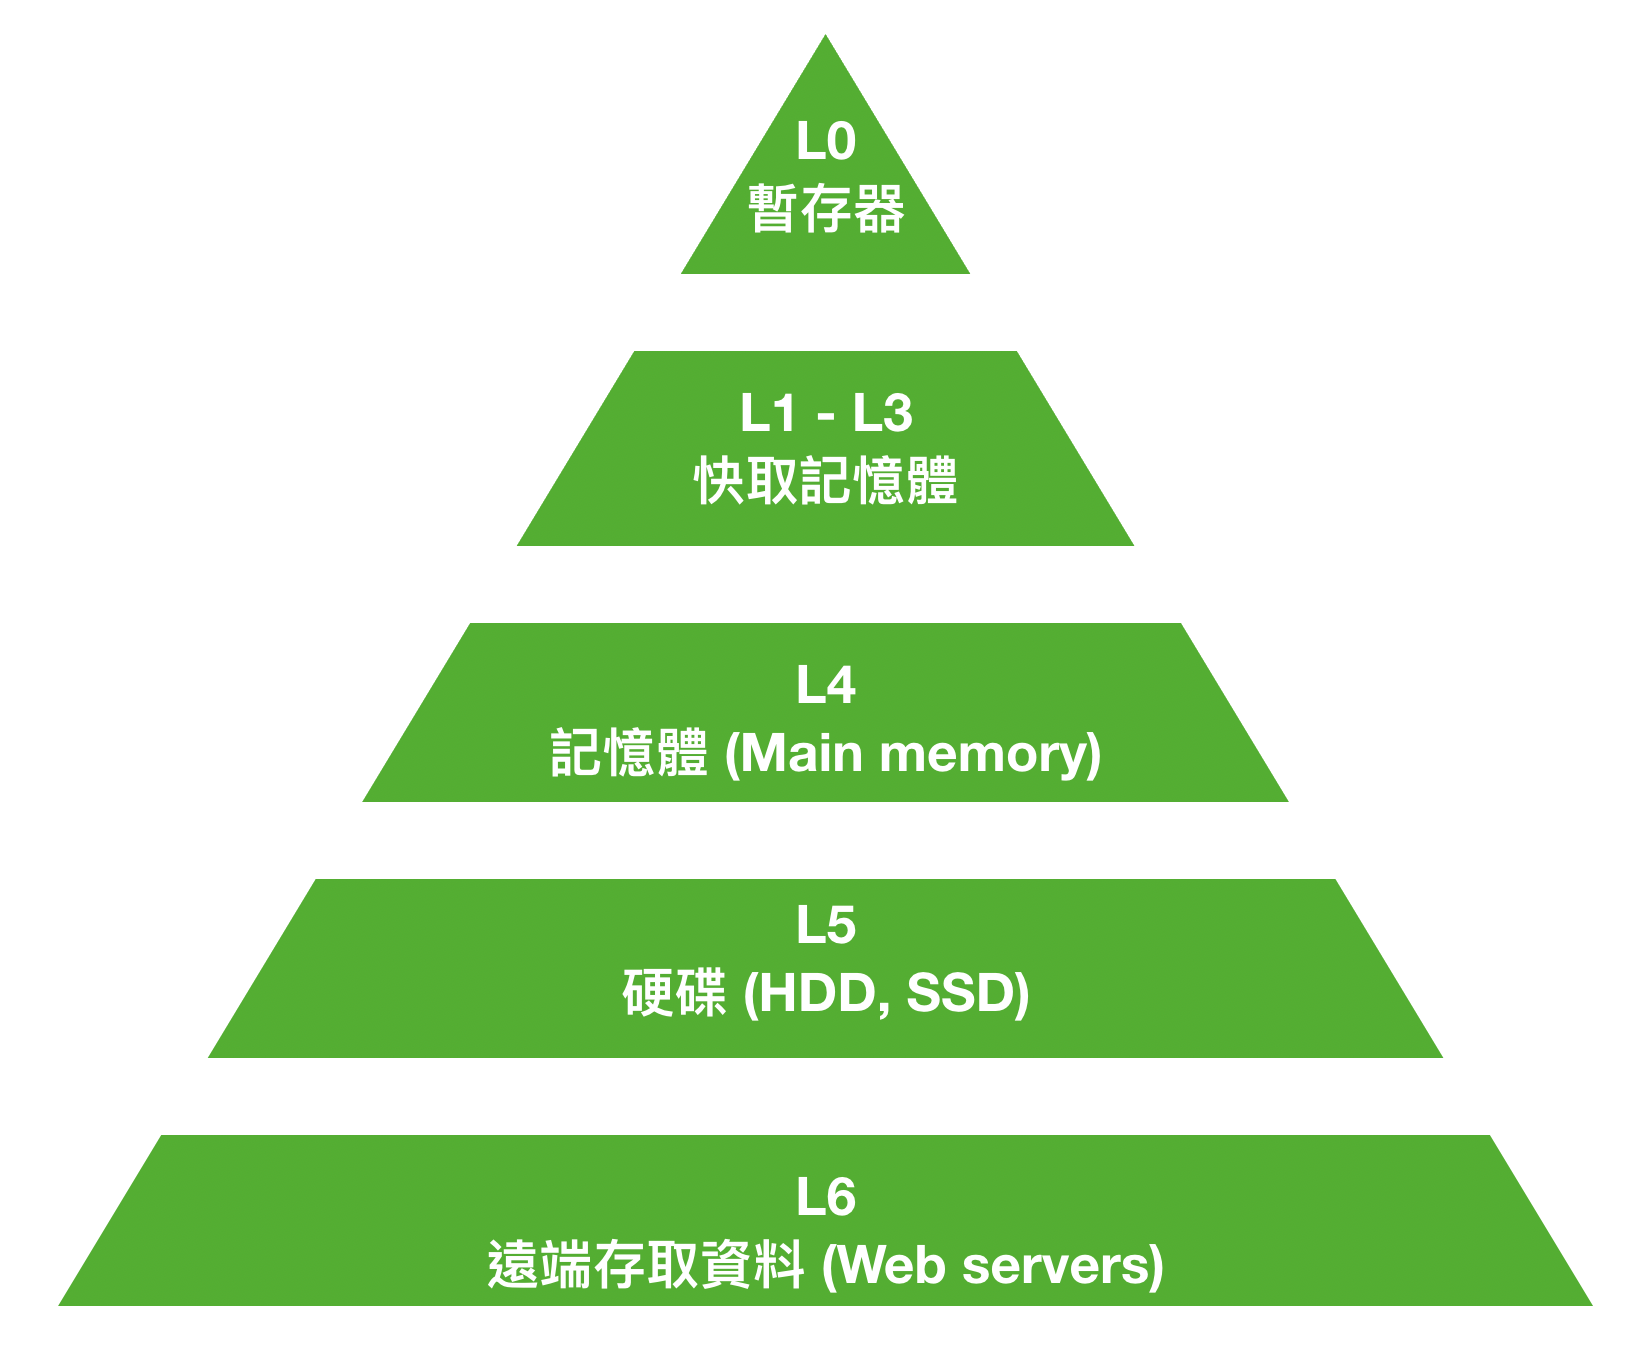 L0
暫存器
L1 - L3
快取記憶體
L4
記憶體 (Main memory)
L5
硬碟 (HDD, SSD)
L6
遠端存取資料 (Web servers)